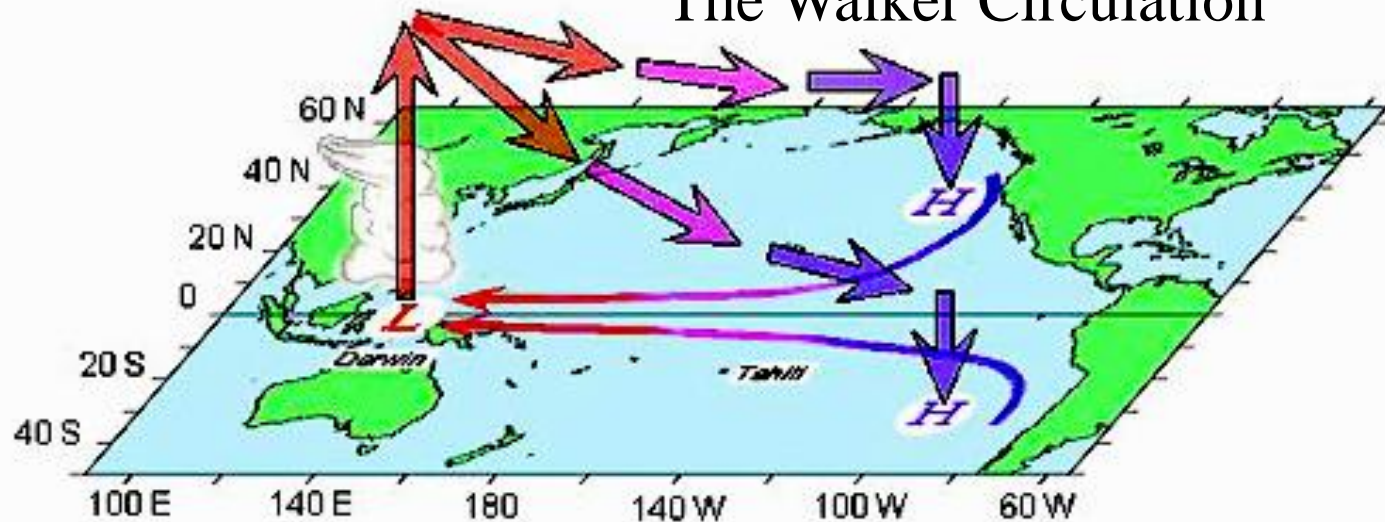 The Walker Circulation
60 N
40 N
H
20 N
0
L
Darwin
20 S
Tahiti
H
40 S
100 E 140 E 180 140 W 100 W 60 W